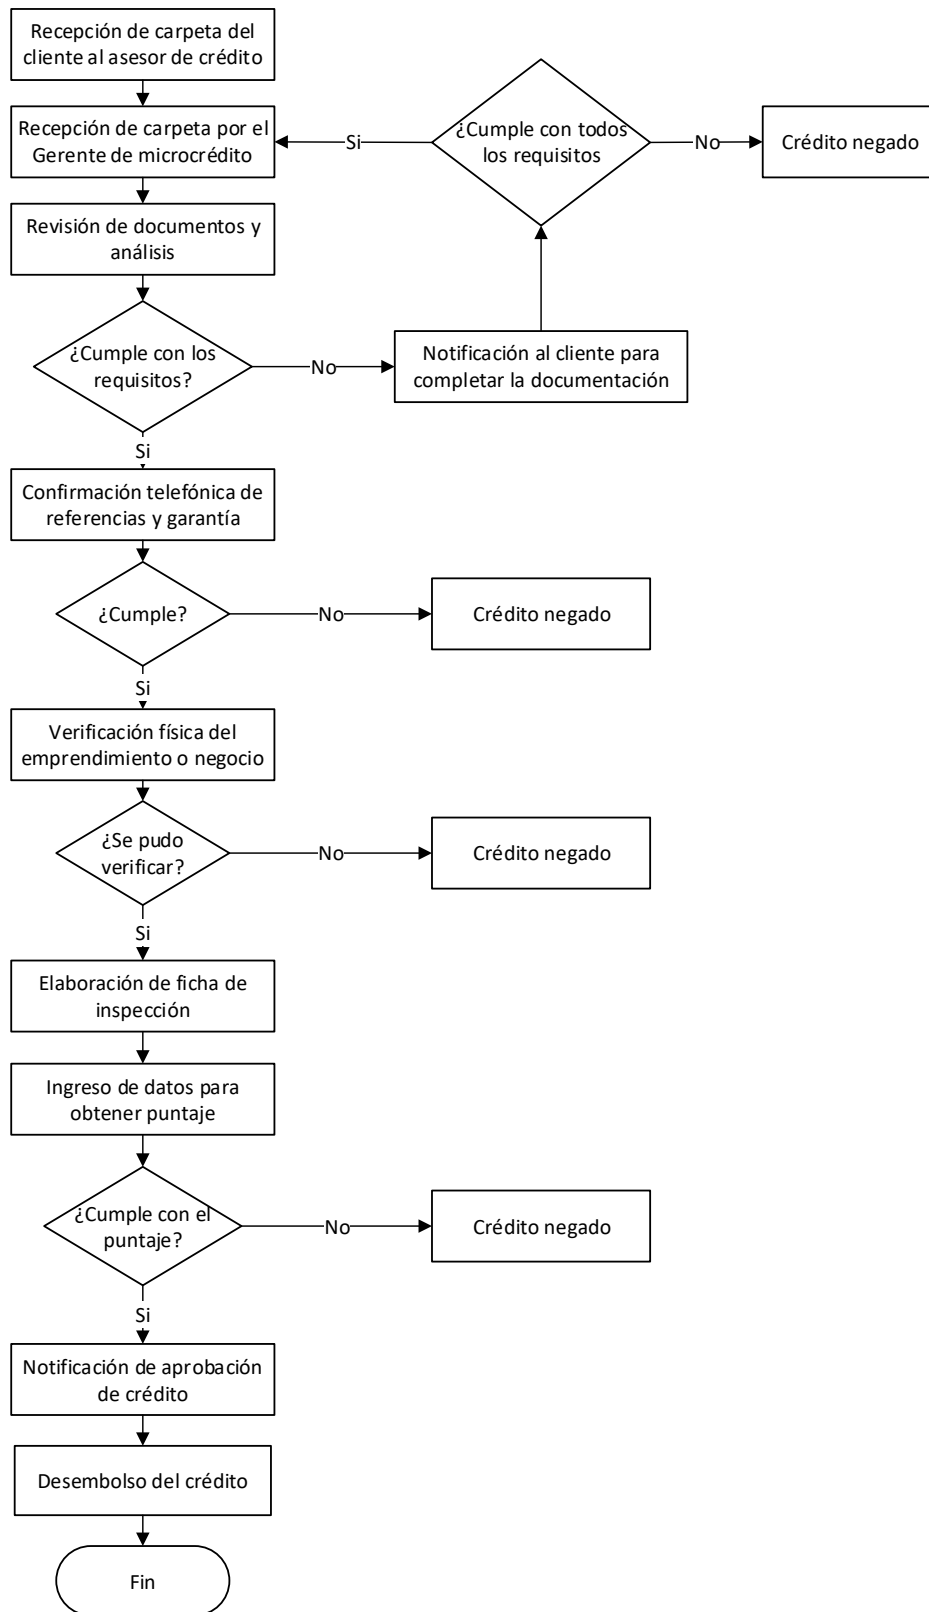 Recepción de carpeta del
cliente al asesor de crédito
Recepción de carpeta por el
Gerente de microcrédito
Si
¿Cumple con todos
los requisitos
No
Crédito negado
Revisión de documentos y
análisis
¿Cumple con los
requisitos?
No
Notificación al cliente para
completar la documentación
Si
Confirmación telefónica de
referencias y garantía
¿Cumple?
No
Crédito negado
Si
Verificación física del
emprendimiento o negocio
¿Se pudo
verificar?
No
Crédito negado
Si
Elaboración de ficha de
inspección
Ingreso de datos para
obtener puntaje
¿Cumple con el
puntaje?
No
Crédito negado
Si
Notificación de aprobación
de crédito
Desembolso del crédito
Fin